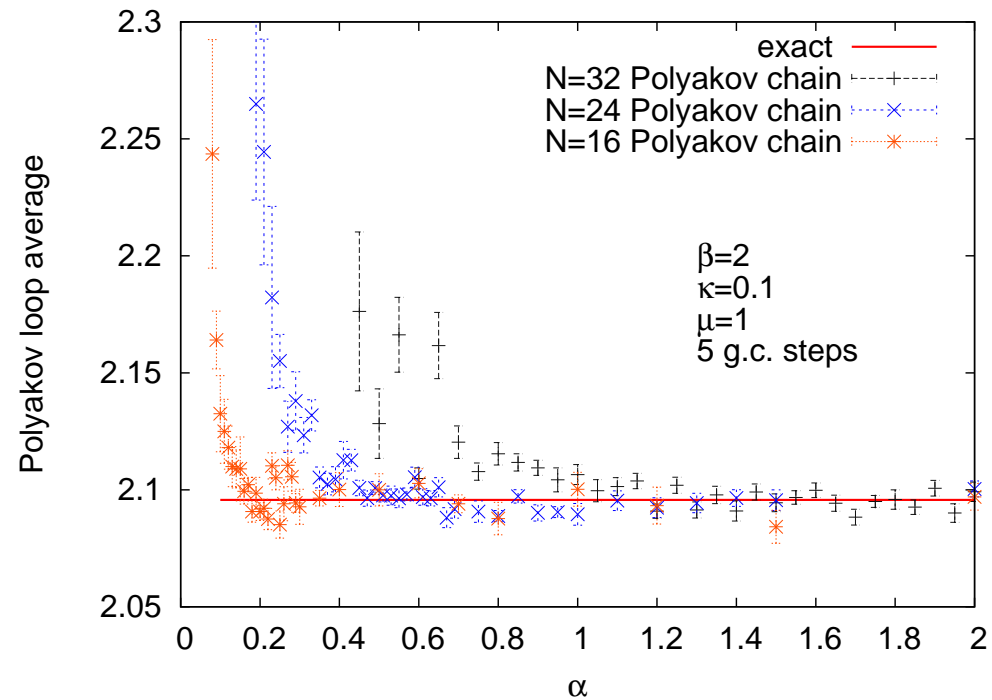 Polyakov loop average
2.3
2.25
2.2
2.15
2.1
2.05
exact
N=32 Polyakov chain
N=24 Polyakov chain
N=16 Polyakov chain
β=2
κ=0.1
μ=1
5 g.c. steps
0 0.2 0.4 0.6 0.8 1 1.2 1.4 1.6 1.8 2
α